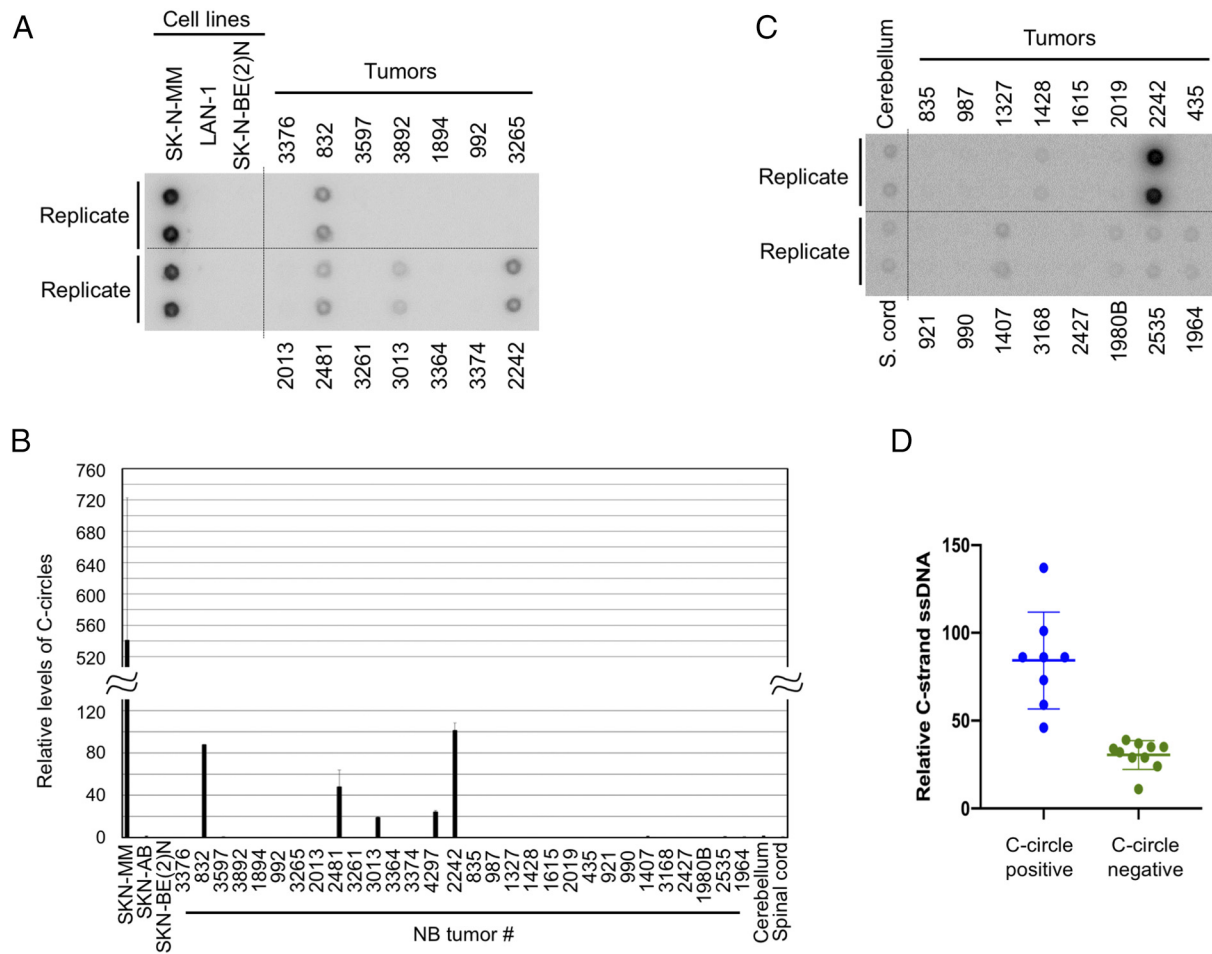 A
Cell lines
SK-N-MM
LAN-1
SK-N-BE(2)N
Tumors
3376
832
3597
3892
1894
992
3265
Replicate
Replicate
2013
2481
3261
3013
3364
3374
2242
C
Cerebellum
Tumors
835
987
1327
1428
1615
2019
2242
435
Replicate
Replicate
S. cord
921
990
1407
3168
2427
1980B
2535
1964
B
Relative levels of C-circles
760
720
680
640
600
560
520
120
80
40
0
SKN-MM
SKN-AB
SKN-BE(2)N
3376
832
3597
3892
1894
992
3265
2013
2481
3261
3013
3364
3374
4297
2242
835
987
1327
1428
1615
2019
435
921
990
1407
3168
2427
1980B
2535
1964
Cerebellum
Spinal cord
NB tumor #
D
Relative C-strand ssDNA
150
100
50
0
C-circle
positive
C-circle
negative